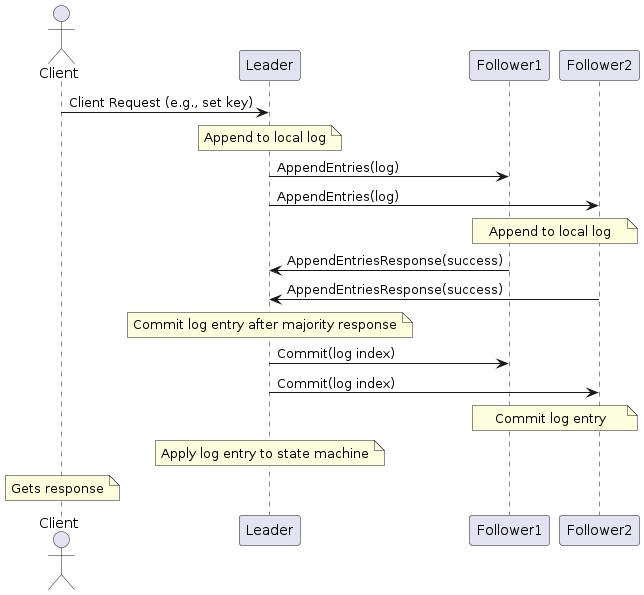 Client
Leader
Follower1
Follower2
Client Request (e.g., set key)
Append to local log
AppendEntries(log)
AppendEntries(log)
Append to local log
AppendEntriesResponse(success)
AppendEntriesResponse(success)
Commit log entry after majority response
Commit(log index)
Commit(log index)
Commit log entry
Apply log entry to state machine
Gets response
Client
Leader
Follower1
Follower2